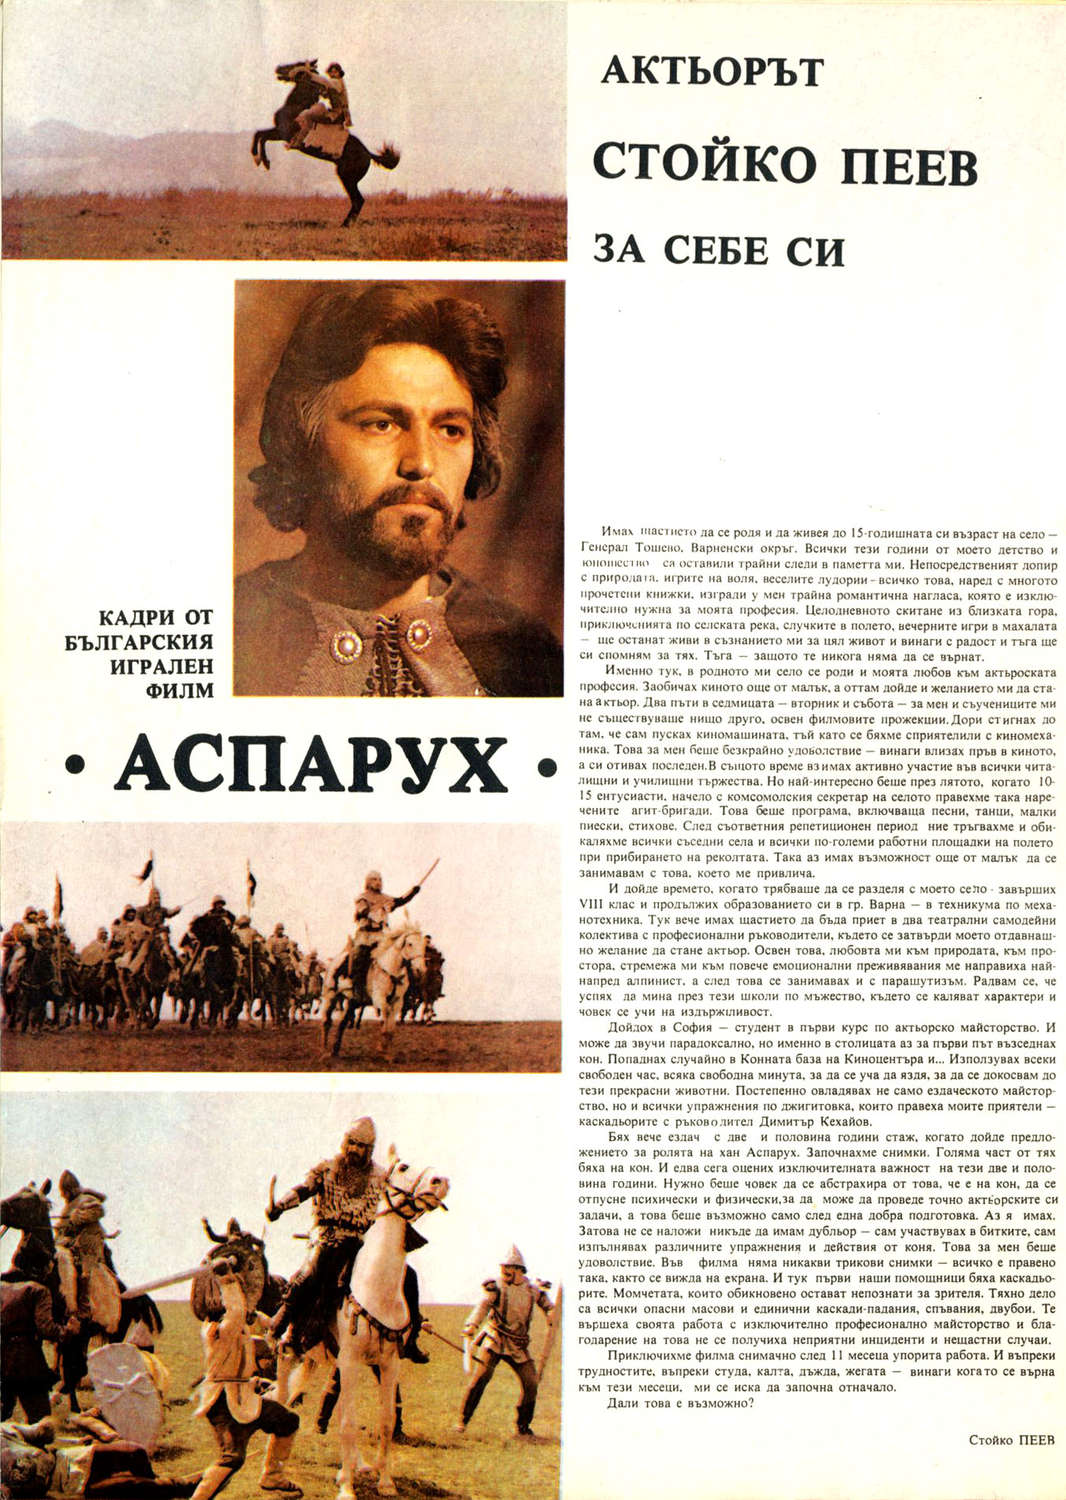 АКТЬОРЪТ
СТОЙКО ПЕЕВ
ЗА СЕБЕ СИ
КАДРИ ОТ
БЪЛГАРСКИЯ
ИГРАЛЕН
ФИЛМ
• АСПАРУХ •
Имах щастието да се родя и да живея до 15-годишната си възраст на село —
Генерал Тошево, Варненски окръг. Всички тези години от моето детство и
юношество са оставили трайни следи в паметта ми. Непосредственият допир
с природата, игрите на воля, веселите лудории – всичко това, наред с многото
прочетени книжки, изгради у мен трайна романтична нагласа, която е изклю-
чително нужна за моята професия. Целодневното скитане из близката гора,
приключенията по селската река, случките в полето, вечерните игри в махалата
— ще останат живи в съзнанието ми за цял живот и винаги с радост и тъга ще
си спомням за тях. Тъга — защото те никога няма да се върнат.
Именно тук, в родното ми село се роди и моята любов към актьроската
професия. Заобичах киното още от малък, а оттам дойде и желанието ми да ста-
на актьор. Два пъти в седмицата — вторник и събота — за мен и съучениците ми
не съществуваше нищо друго, освен филмовите прожекции. Дори стигнах до
там, че сам пусках киномашината, тъй като се бяхме сприятелили с киномеха-
ника. Това за мен беше безкрайно удоволствие — винаги влизах пръв в киното,
а си отивах последен.В същото време взимах активно участие във всички чита-
лищни и училищни тържества. Но най-интересно беше през лятото, когато 10-
15 ентусиасти, начело с комсомолския секретар на селото правехме така наре-
чените агит-бригади. Това беше програма, включваща песни, танци, малки
пиески, стихове. След съответния репетиционен период ние тръгвахме и оби-
каляхме всички съседни села и всички по-големи работни площадки на полето
при прибирането на реколтата. Така аз имах възможност още от малък да се
занимавам с това, което ме привлича.
И дойде времето, когато трябваше да се разделя с моето село - завърших
VIII клас и продължих образованието си в гр. Варна — в техникума по меха-
нотехника. Тук вече имах щастието да бъда приет в два театрални самодейни
колектива с професионални ръководители, където се затвърди моето отдавнаш-
но желание да стане актьор. Освен това, любовта ми към природата, към про-
стора, стремежа ми към повече емоционални преживявания ме направиха най-
напред алпинист, а след това се занимавах и с парашутизъм. Радвам се, че
успях да мина през тези школи по мъжество, където се каляват характери и
човек се учи на издържливост.
Дойдох в София — студент в първи курс по актьорско майсторство. И
може да звучи парадоксално, но именно в столицата аз за първи път възседнах
кон. Попаднах случайно в Конната база на Киноцентъра и... Използувах всеки
свободен час, всяка свободна минута, за да се уча да яздя, за да се докосвам до
тези прекрасни животни. Постепенно овладявах не само ездаческото майстор-
ство, но и всички упражнения по джигитовка, които правеха моите приятели —
каскадьорите с ръководител Димитър Кехайов.
Бях вече ездач с две и половина години стаж, когато дойде предло-
жението за ролята на хан Аспарух. Започнахме снимки. Голяма част от тях
бяха на кон. И едва сега оцених изключителната важност на тези две и поло-
вина години. Нужно беше човек да се абстрахира от това, че е на кон, да се
отпусне психически и физически,за да може да проведе точно актьорските си
задачи, а това беше възможно само след една добра подготовка. Аз я имах.
Затова не се наложи никъде да имам дубльор — сам участвувах в битките, сам
изпълнявах различните упражнения и действия от коня. Това за мен беше
удоволствие. Във филма няма никакви трикови снимки — всичко е правено
така, както се вижда на екрана. И тук първи наши помощници бяха каскадьо-
рите. Момчетата, които обикновено остават непознати за зрителя. Тяхно дело
са всички опасни масови и единични каскади-падания, спъвания, двубои. Те
вършеха своята работа с изключително професионално майсторство и бла-
годарение на това не се получиха неприятни инциденти и нещастни случаи.
Приключихме филма снимачно след 11 месеца упорита работа. И въпреки
трудностите, въпреки студа, калта, дъжда, жегата — винаги когато се върна
към тези месеци, ми се иска да започна отначало.
Дали това е възможно?
Стойко ПЕЕВ